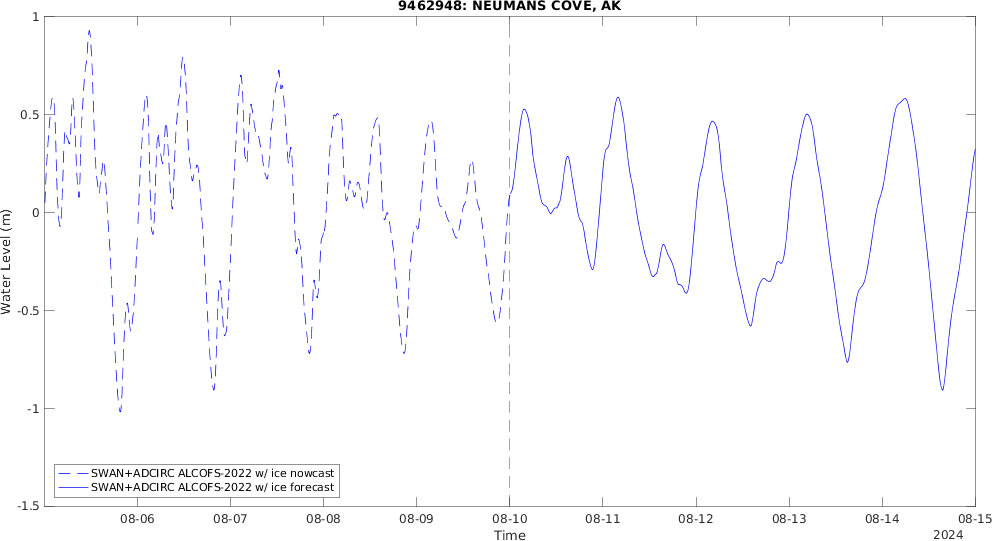 9462948: NEUMANS COVE, AK
1
0.5
0
-0.5
-1
-1.5
Water Level (m)
SWAN+ADCIRC ALCOFS-2022 w/ ice nowcast
SWAN+ADCIRC ALCOFS-2022 w/ ice forecast
08-06 08-07 08-08 08-09 08-10 08-11 08-12 08-13 08-14 08-15
Time
2024